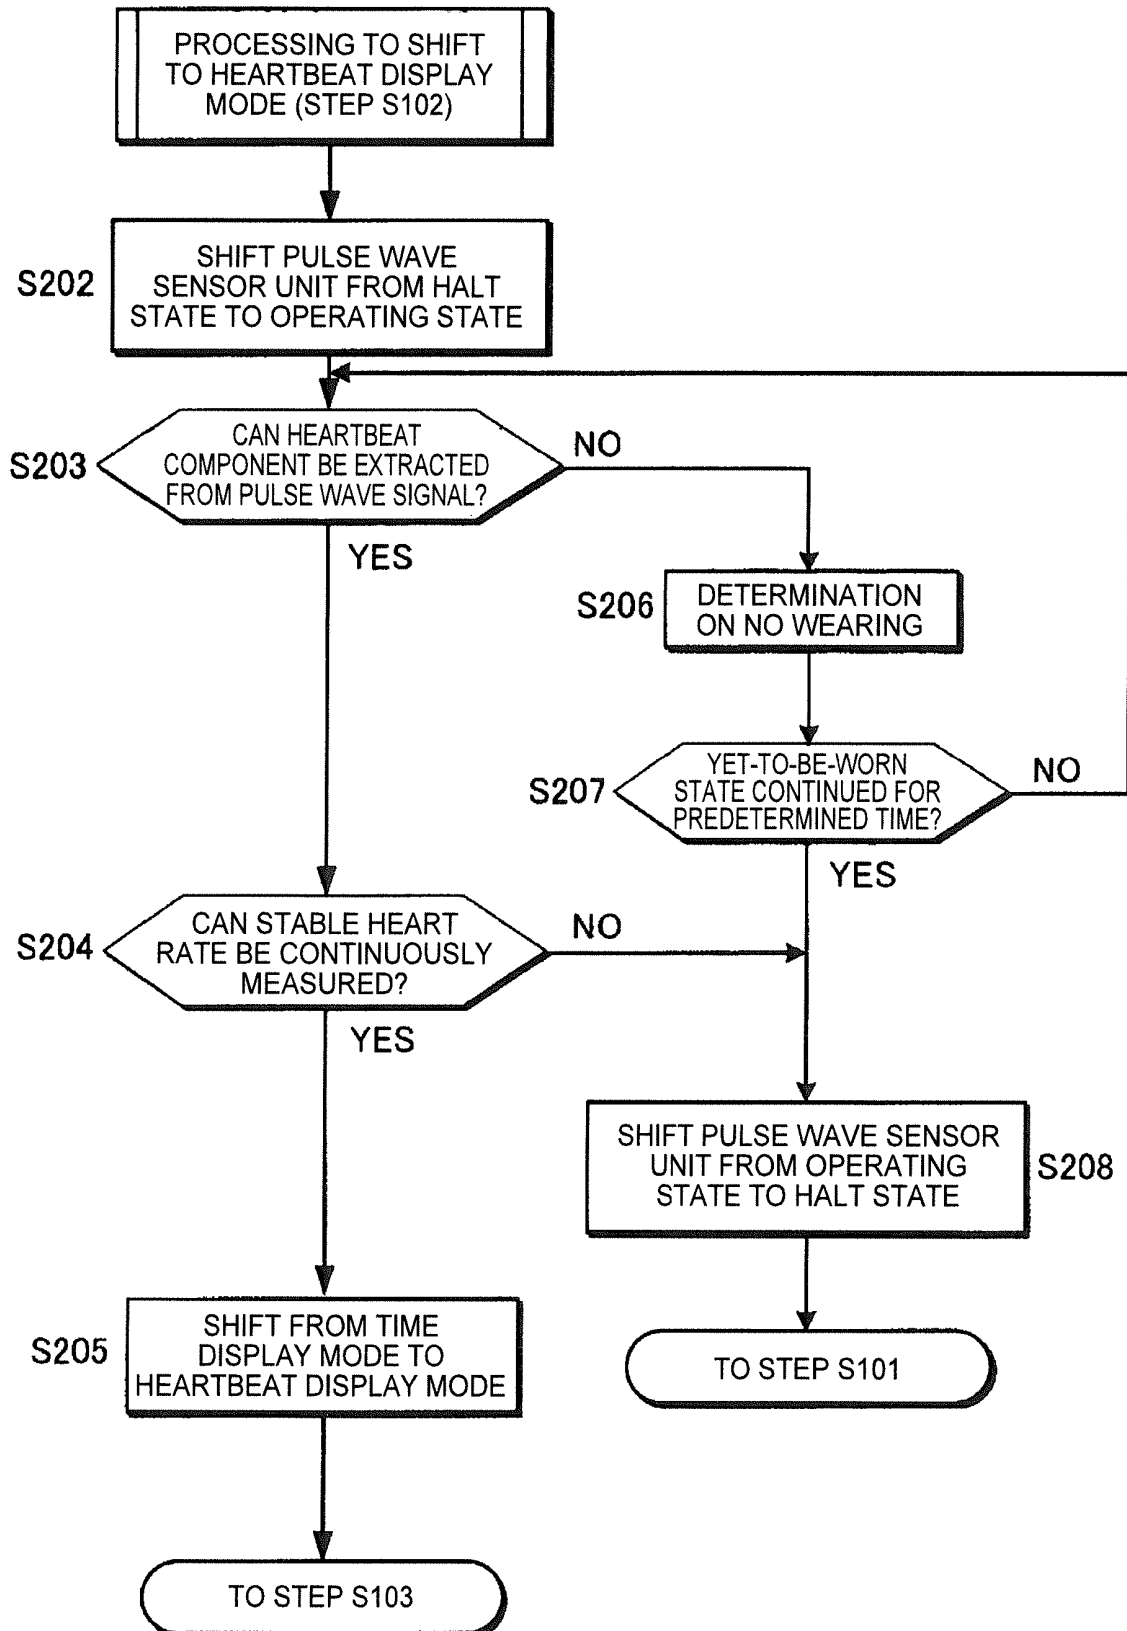 PROCESSING TO SHIFT
TO HEARTBEAT DISPLAY
MODE (STEP S102)
S202
SHIFT PULSE WAVE
SENSOR UNIT FROM HALT
STATE TO OPERATING STATE
S203
CAN HEARTBEAT
COMPONENT BE EXTRACTED
FROM PULSE WAVE SIGNAL?
NO
YES
S206
DETERMINATION
ON NO WEARING
S207
YET-TO-BE-WORN
STATE CONTINUED FOR
PREDETERMINED TIME?
NO
YES
S204
CAN STABLE HEART
RATE BE CONTINUOUSLY
MEASURED?
NO
YES
SHIFT PULSE WAVE SENSOR
UNIT FROM OPERATING
STATE TO HALT STATE
S208
S205
SHIFT FROM TIME
DISPLAY MODE TO
HEARTBEAT DISPLAY MODE
TO STEP S101
TO STEP S103